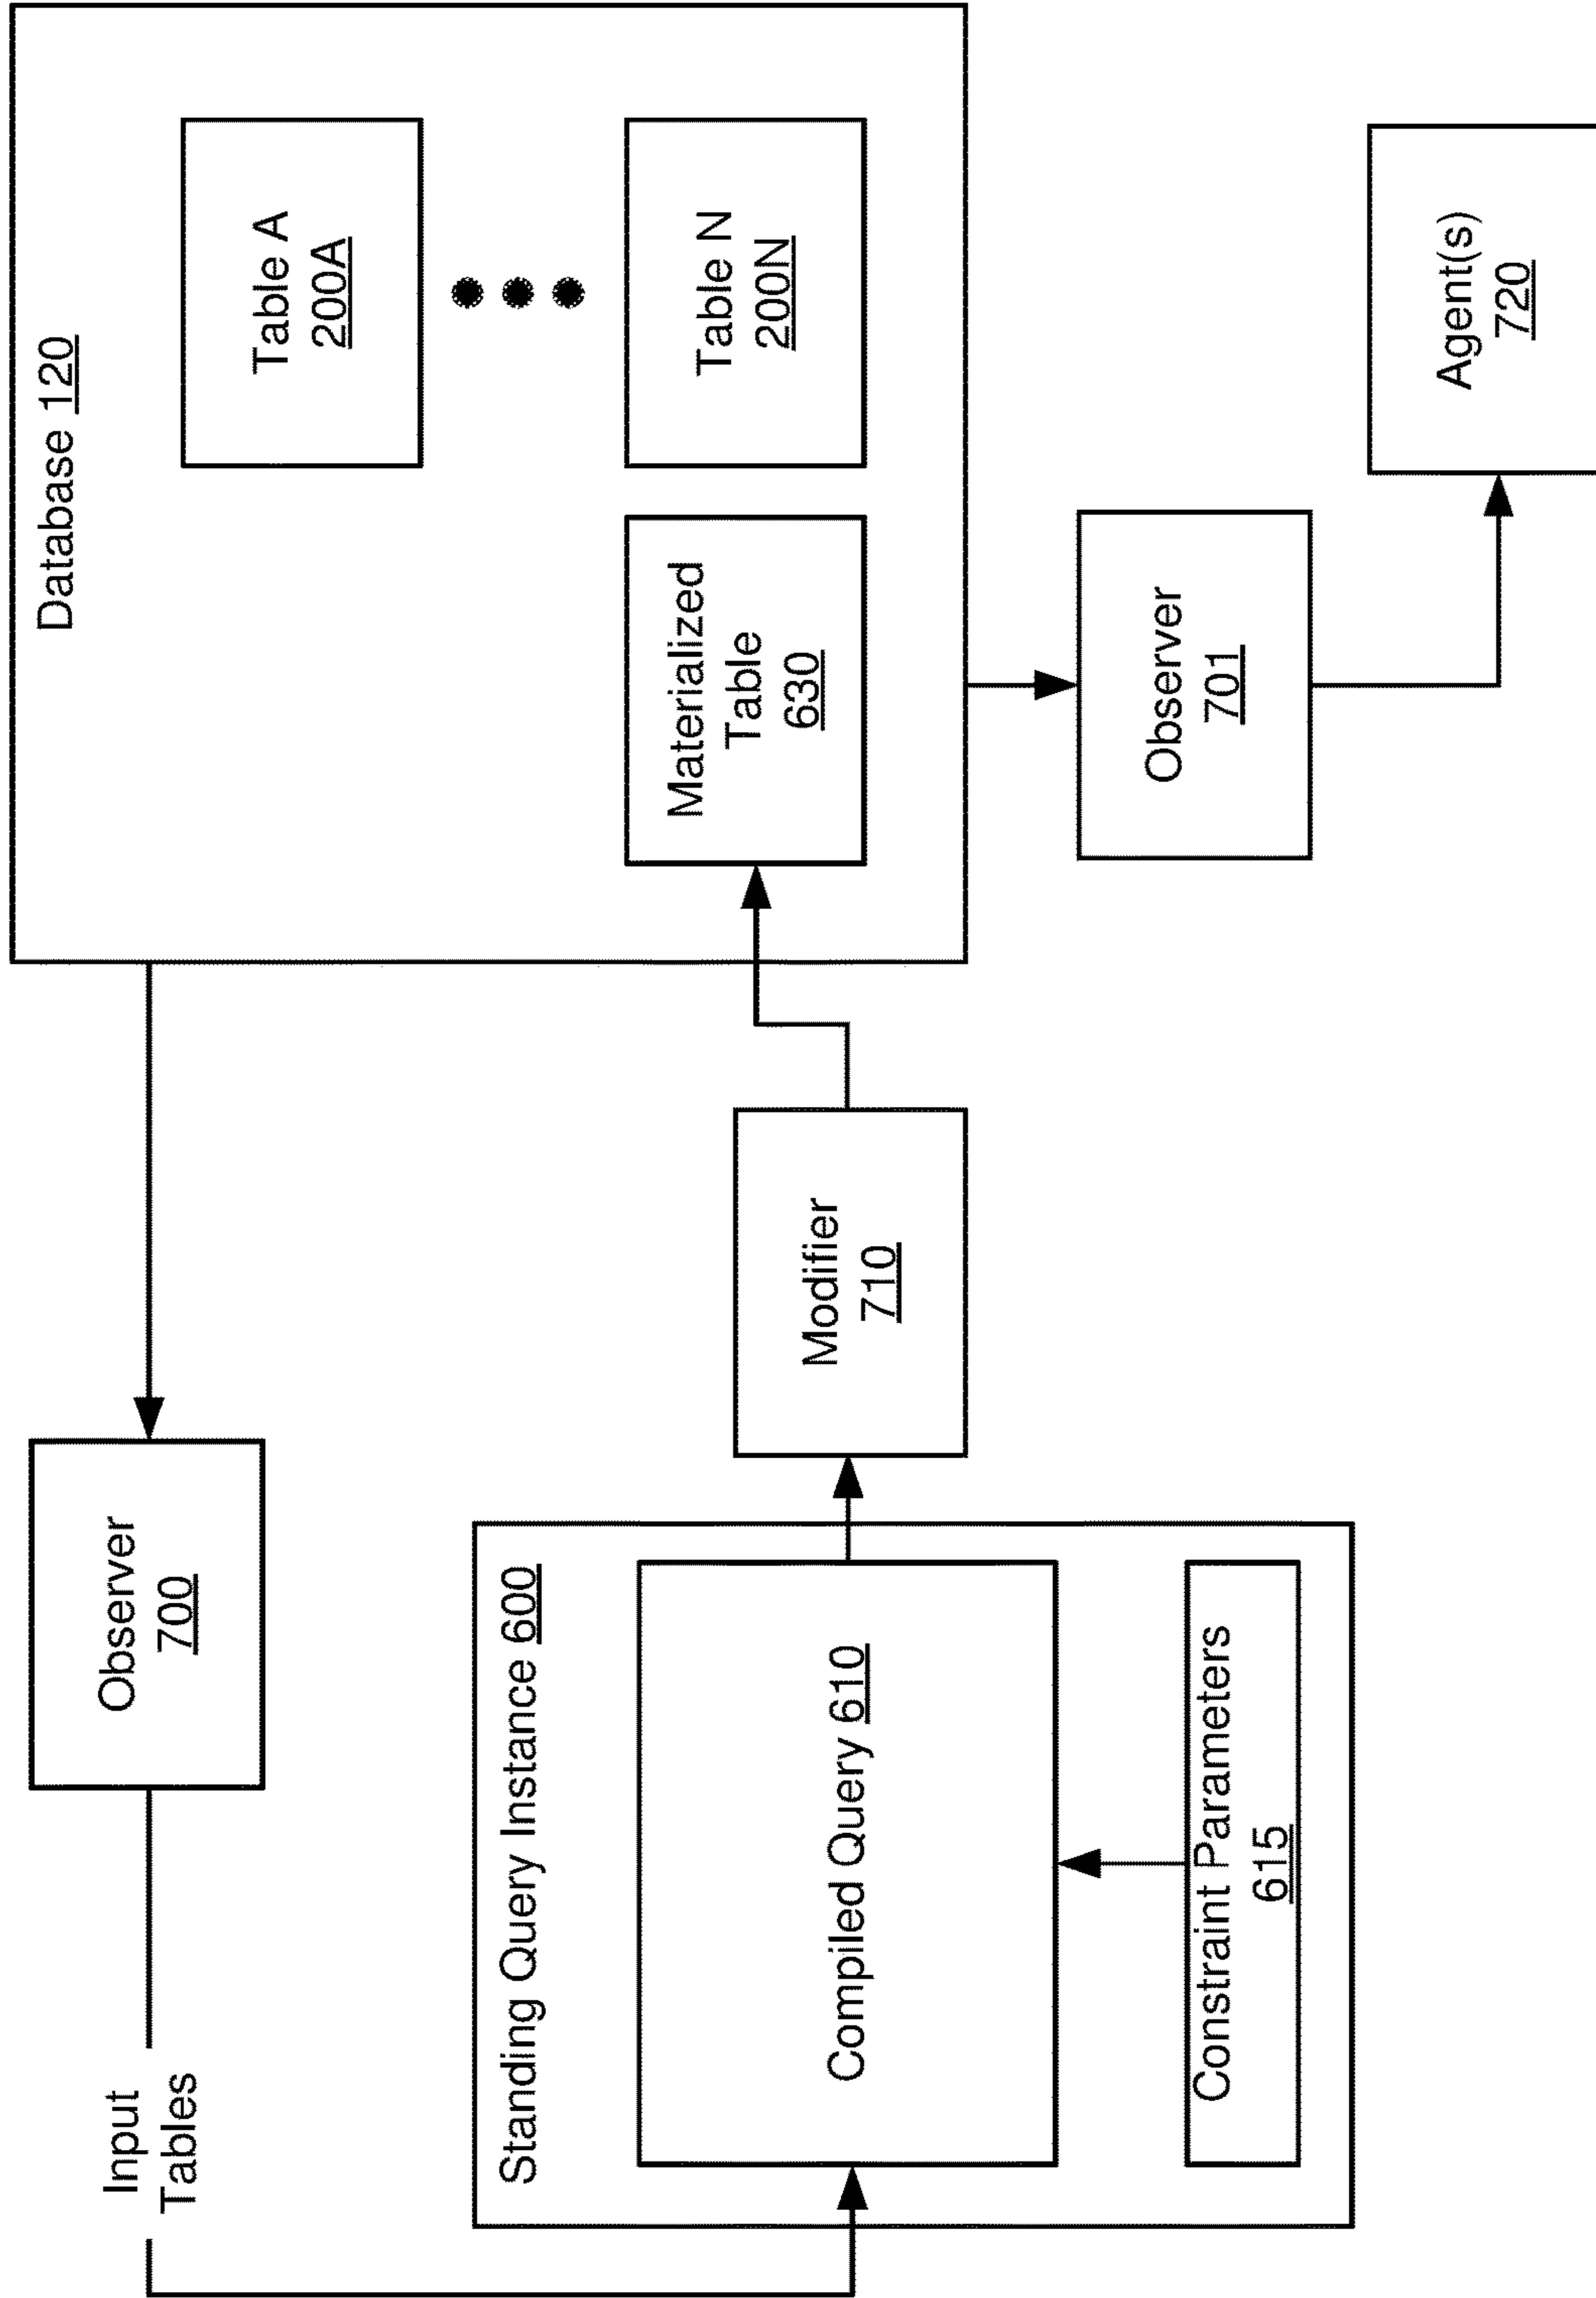 Input
Tables
Observer
700
Database 120
Table A
200A
Standing Query Instance 600
Compiled Query 610
Constraint Parameters
615
Modifier
710
Materialized
Table
630
Table N
200N
Observer
701
Agent(s)
720